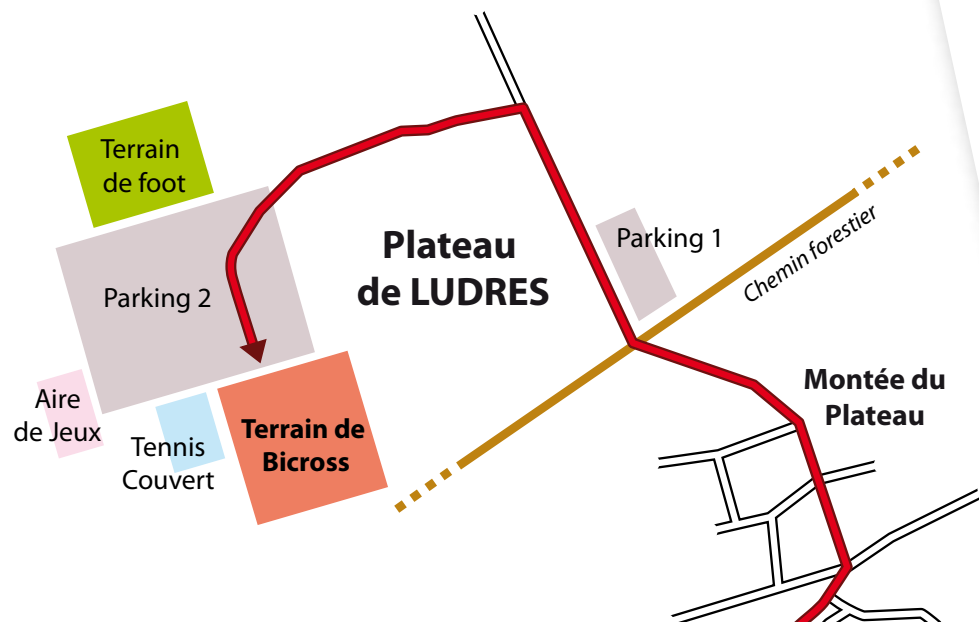 Terrain
de foot
Plateau
de LUDRES
Parking 1
Chemin forestier
Parking 2
Montée du
Plateau
Aire
de Jeux
Tennis
Couvert
Terrain de
Bicross